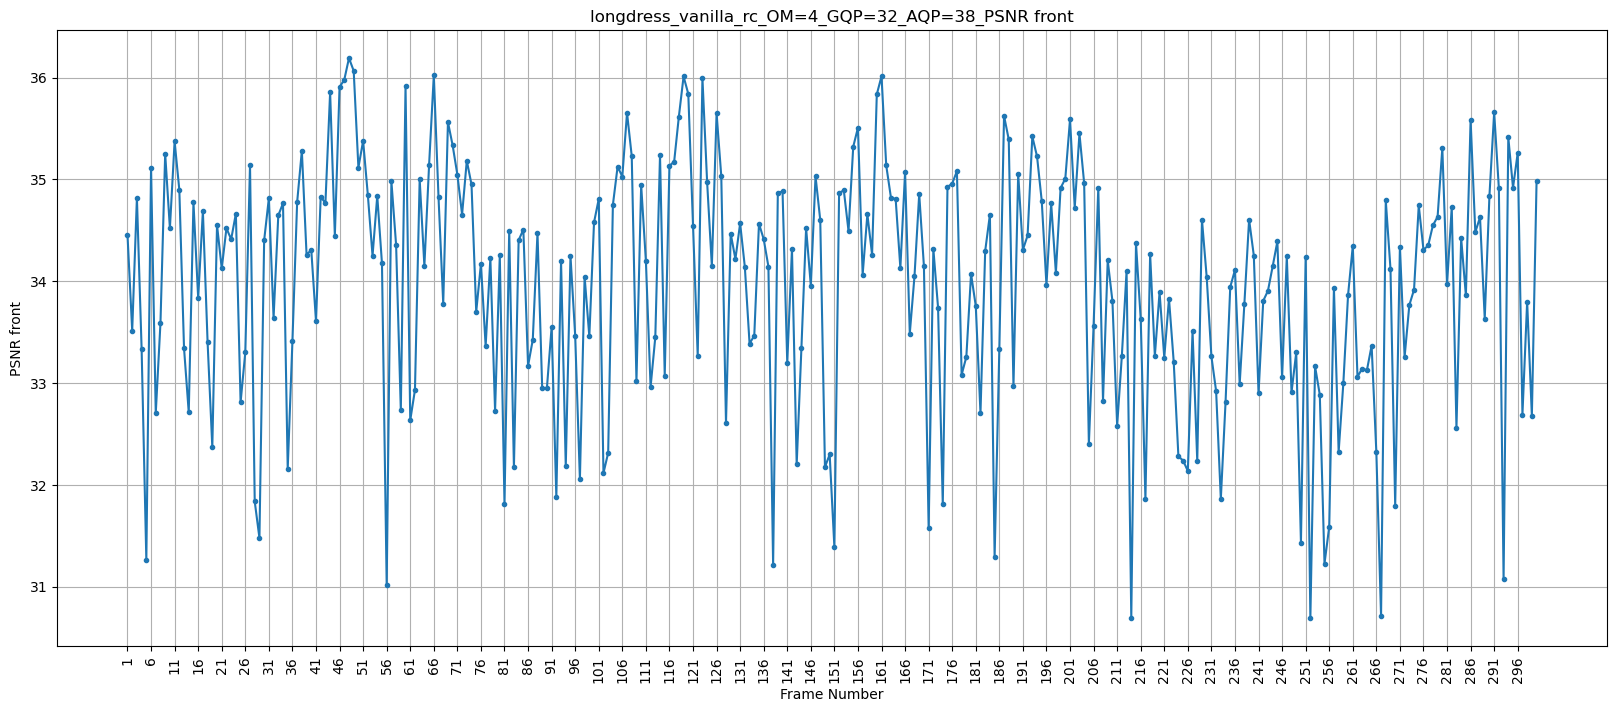 longdress_vanilla_rc_OM=4_GQP=32_AQP=38_PSNR front
PSNR front
36
35
34
33
32
31
1 6 11 16 21 26 31 36 41 46 51 56 61 66 71 76 81 86 91 96 101 106 111 116 121 126 131 136 141 146 151 156 161 166 171 176 181 186 191 196 201 206 211 216 221 226 231 236 241 246 251 256 261 266 271 276 281 286 291 296
Frame Number